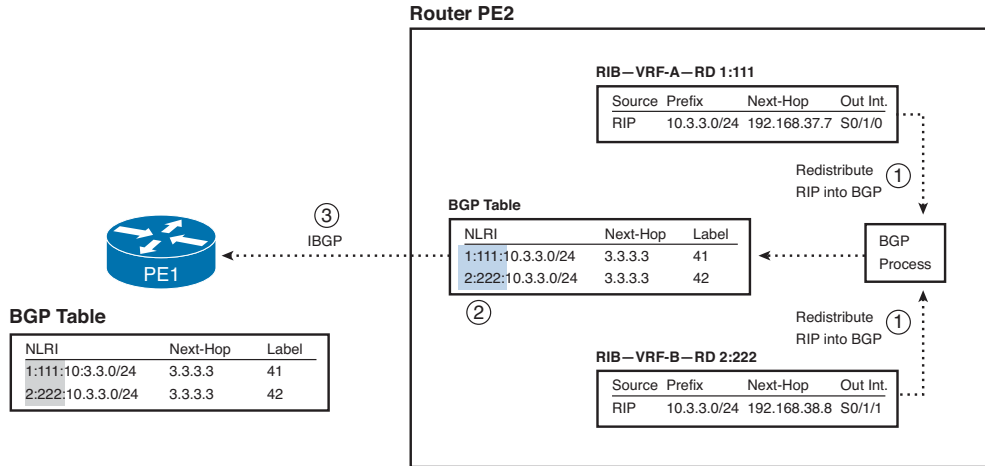 Router PE2
RIB—VRF-A—RD 1:111
Source Prefix Next-Hop Out Int.
RIP 10.3.3.0/24 192.168.37.7 S0/1/0
Redistribute
RIP into BGP
1
BGP Table
NLRI Next-Hop Label
1:111:10.3.3.0/24 3.3.3.3 41
2:222:10.3.3.0/24 3.3.3.3 42
2
BGP
Process
3
IBGP
PE1
Redistribute
RIP into BGP
1
RIB—VRF-B—RD 2:222
Source Prefix Next-Hop Out Int.
RIP 10.3.3.0/24 192.168.38.8 S0/1/1
BGP Table
NLRI Next-Hop Label
1:111:10:3.3.0/24 3.3.3.3 41
2:222:10.3.3.0/24 3.3.3.3 42